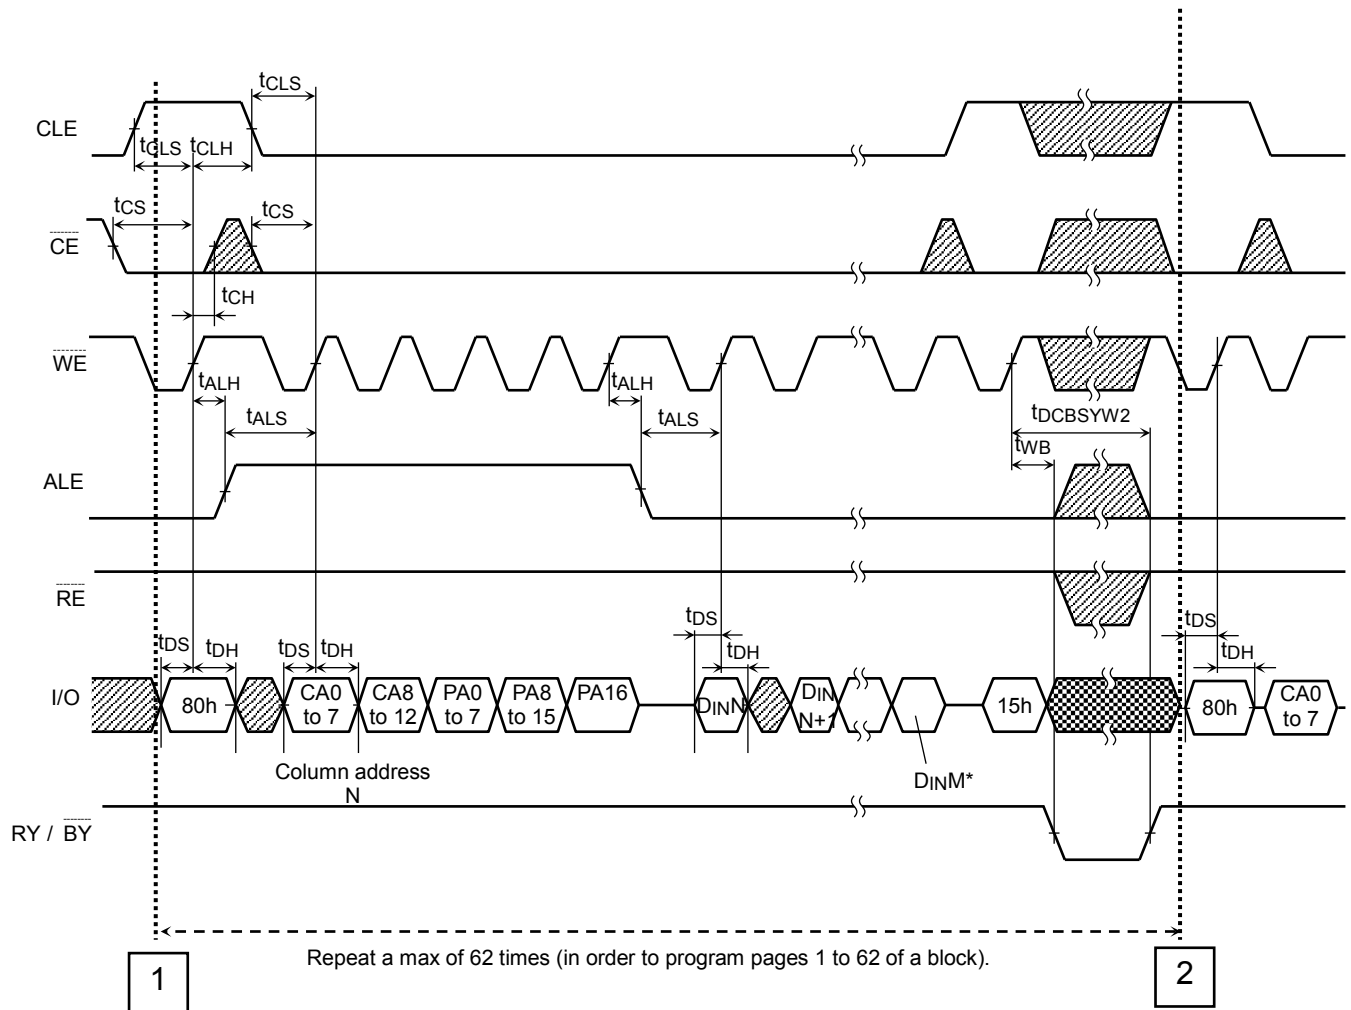 tCLS
CLE
tCLS tCLH
tCS tCS
CE
tCH
WE
tALH tALH
tALS tALS
tDCBSYW2
tWB
ALE
RE
tDS tDH tDS tDH tDS tDH tDS tDH
I/O
80h
CA0 to 7
CA8 to 12
PA0 to 7
PA8 to 15
PA16
DINN
DIN N+1
15h
80h
CA0 to 7
Column address
N
DINM*
RY / BY
Repeat a max of 62 times (in order to program pages 1 to 62 of a block).
1
2